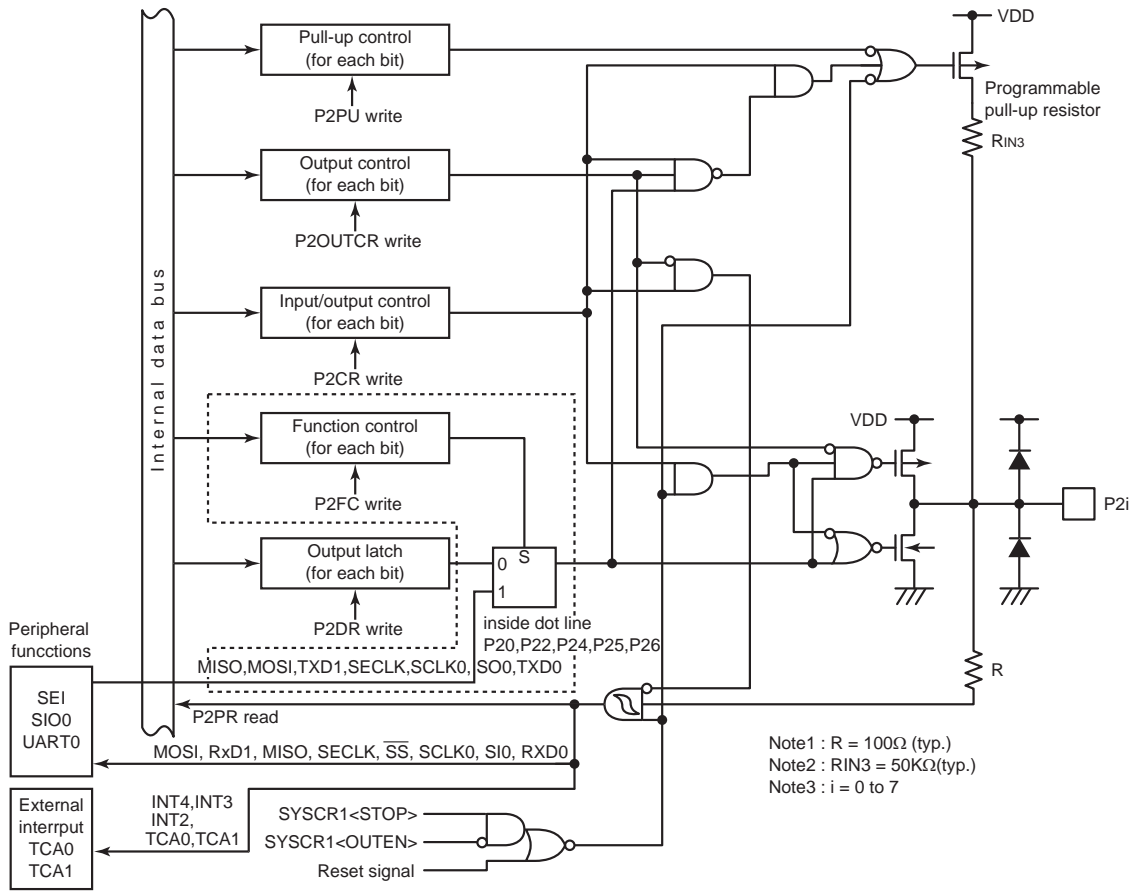 VDD
Pull-up control
(for each bit)
P2PU write
Programmable
pull-up resistor
RIN3
Output control
(for each bit)
P2OUTCR write
Internal data bus
Input/output control
(for each bit)
P2CR write
Function control
(for each bit)
P2FC write
VDD
P2i
Output latch
(for each bit)
P2DR write
S
0
1
inside dot line
P20,P22,P24,P25,P26
MISO,MOSI,TXD1,SECLK,SCLK0,SO0,TXD0
Peripheral
funcctions
SEI
SIO0
UART0
P2PR read
R
MOSI, RxD1, MISO, SECLK, S̅S̅, SCLK0, SI0, RXD0
Note1 : R = 100Ω (typ.)
Note2 : RIN3 = 50KΩ(typ.)
Note3 : i = 0 to 7
External
interrput
TCA0
TCA1
INT4,INT3
INT2,
TCA0,TCA1
SYSCR1<STOP>
SYSCR1<OUTEN>
Reset signal